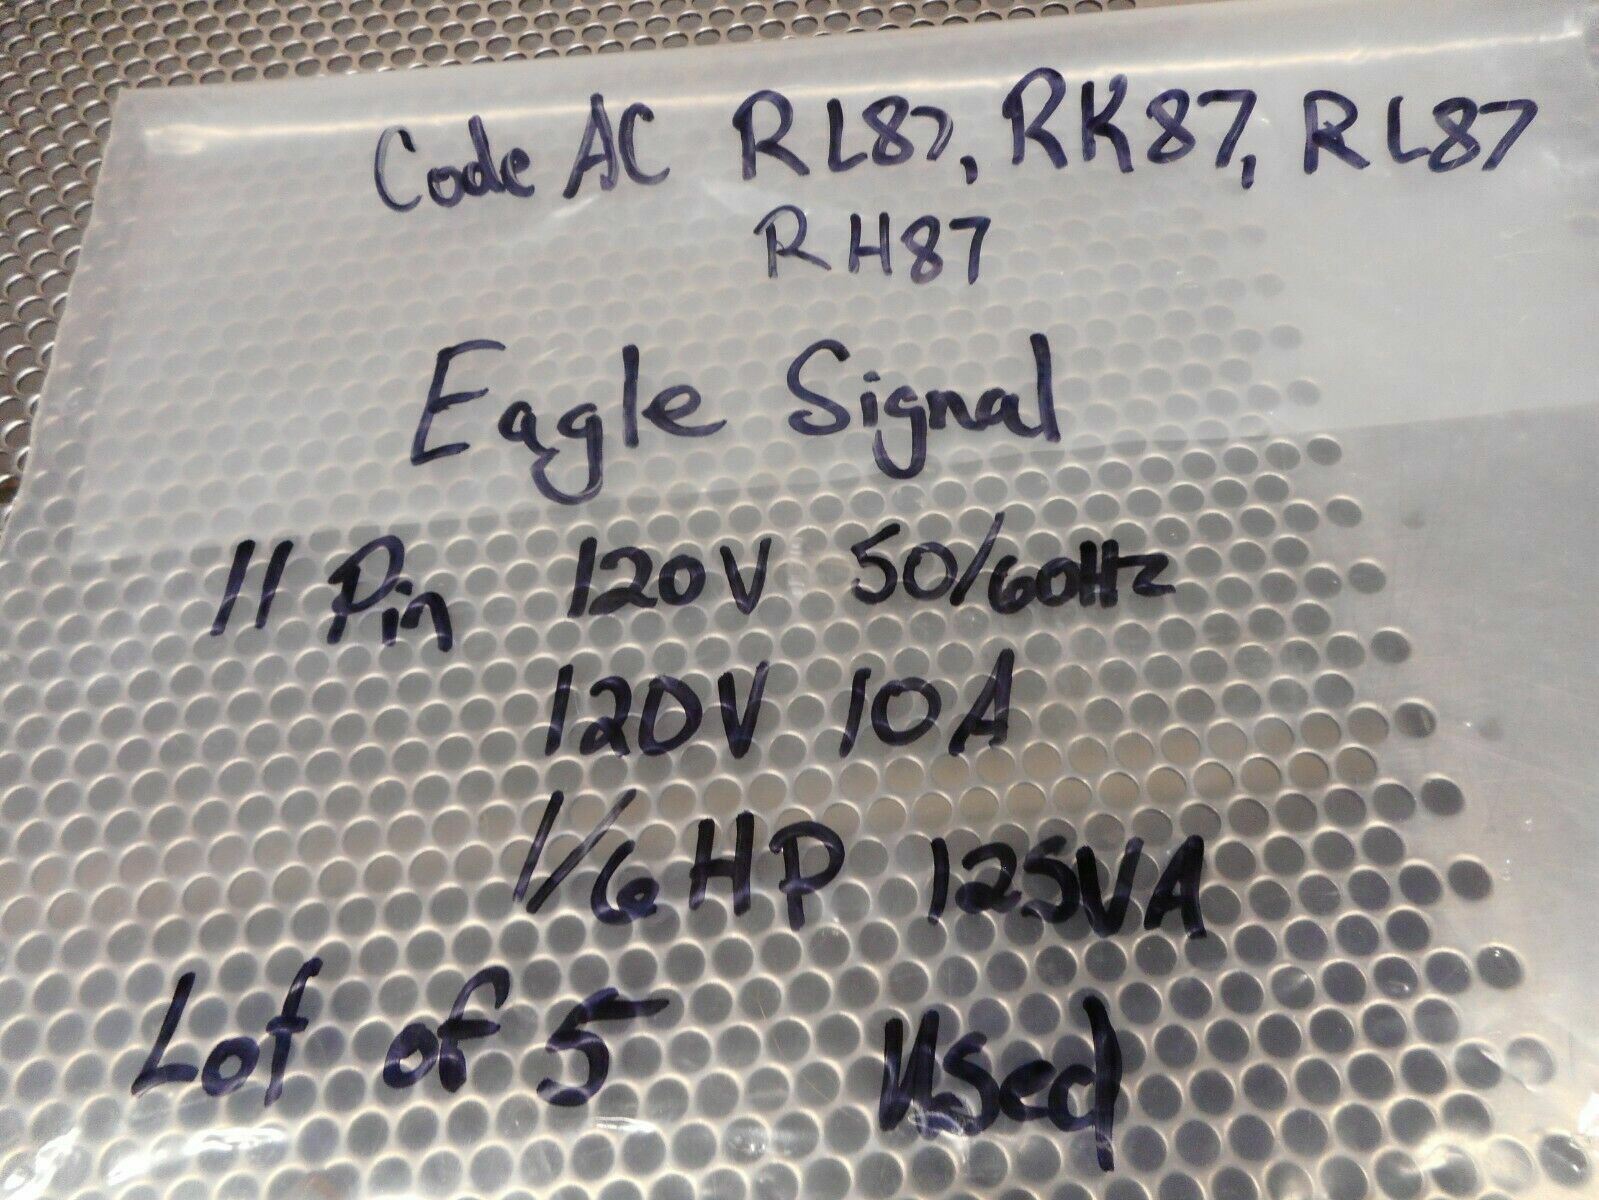 Code AC RL87, RK87, RL87
RH87
Eagle Signal
11 Pin 120V 50/60Hz
120V 10A
1/6HP 125VA
Lot of 5 Used